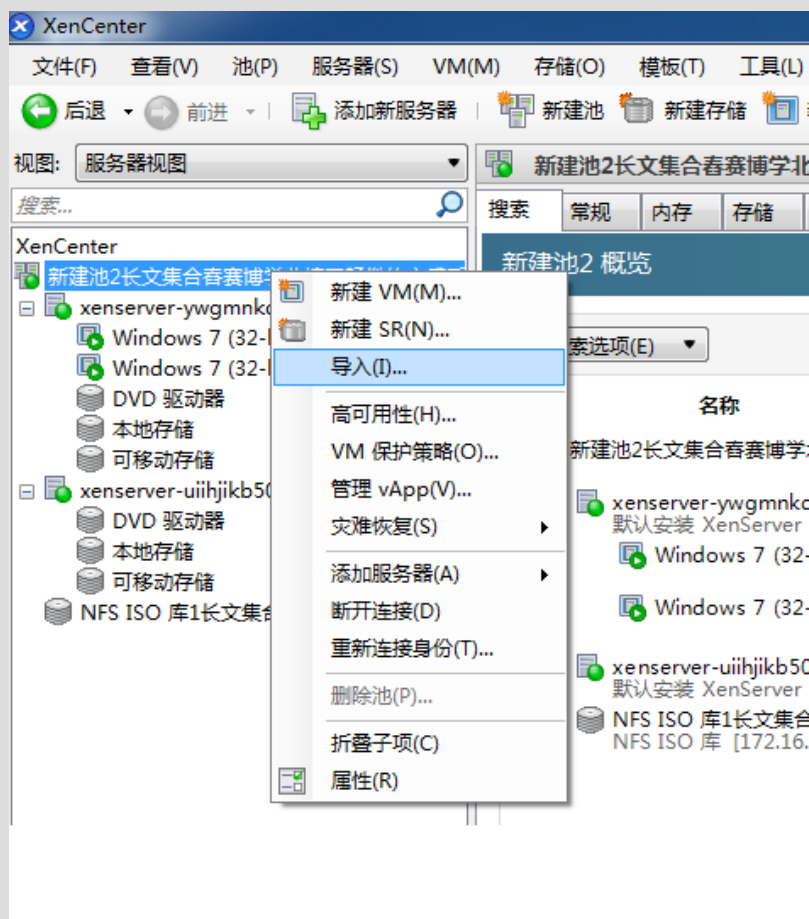 XenCenter
文件(F) 查看(V) 池(P) 服务器(S) VM(M) 存储(O) 模板(T) 工具(L)
后退 前进 添加新服务器 新建池 新建存储
视图: 服务器视图
搜索...
XenCenter
新建池2长文集合舂赛博学
xenserver-ywgmnko
Windows 7 (32-
Windows 7 (32-
DVD 驱动器
本地存储
可移动存储
xenserver-uiihjikb50
DVD 驱动器
本地存储
可移动存储
NFS ISO 库1长文集合
新建 VM(M)...
新建 SR(N)...
导入(I)...
高可用性(H)...
VM 保护策略(O)...
管理 vApp(V)...
灾难恢复(S)
添加服务器(A)
断开连接(D)
重新连接身份(T)...
删除池(P)...
折叠子项(C)
属性(R)
新建池2长文集合舂赛博学北
搜索 常规 内存 存储
新建池2 概览
索选项(E)
名称
新建池2长文集合舂赛博学
xenserver-ywgmnko
默认安装 XenServer
Windows 7 (32-
Windows 7 (32-
xenserver-uiihjikb50
默认安装 XenServer
NFS ISO 库1长文集合
NFS ISO 库 [172.16.